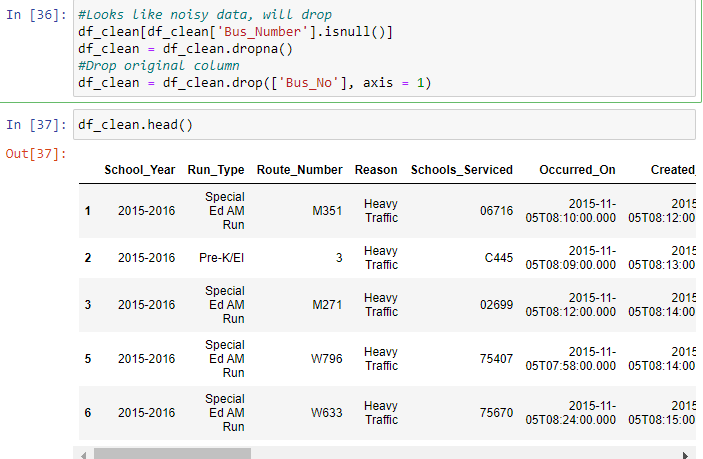 In [36]: #Looks like noisy data, will drop
df_clean[df_clean['Bus_Number'].isnull()]
df_clean = df_clean.dropna()
#Drop original column
df_clean = df_clean.drop(['Bus_No'], axis = 1)
In [37]: df_clean.head()
Out[37]:
School_Year Run_Type Route_Number Reason Schools_Serviced Occurred_On Created_
1 2015-2016 Special Ed AM Run M351 Heavy Traffic 06716 2015-11-05T08:10:00.000 2015 05T08:12:00
2 2015-2016 Pre-K/EI 3 Heavy Traffic C445 2015-11-05T08:09:00.000 2015 05T08:13:00
3 2015-2016 Special Ed AM Run M271 Heavy Traffic 02699 2015-11-05T08:12:00.000 2015 05T08:14:00
5 2015-2016 Special Ed AM Run W796 Heavy Traffic 75407 2015-11-05T07:58:00.000 2015 05T08:14:00
6 2015-2016 Special Ed AM Run W633 Heavy Traffic 75670 2015-11-05T08:24:00.000 2015 05T08:15:00